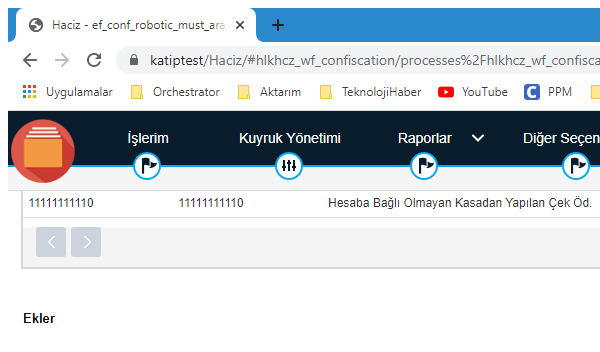 Haciz - ef_conf_robotic_must_ara
katiptest/Haciz/#hlkhcz_wf_confiscation/processes%2Fhlkhcz_wf_confisca
Uygulamalar Orchestrator Aktarım TeknolojiHaber YouTube C PPM
İşlerim Kuyruk Yönetimi Raporlar Diğer Seçen
11111111110 11111111110 Hesaba Bağlı Olmayan Kasadan Yapılan Çek Öd.
Ekler